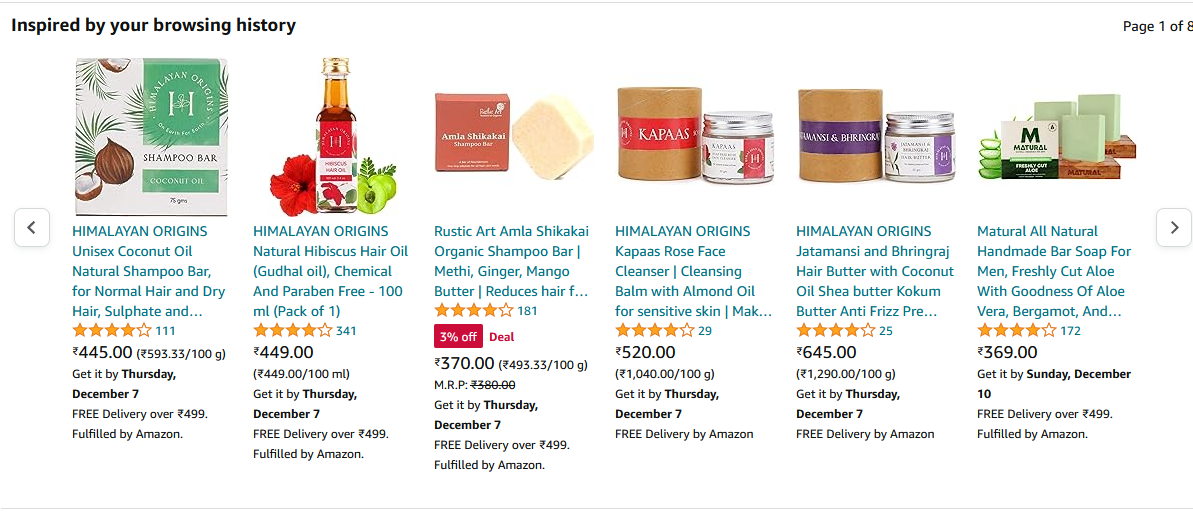 Inspired by your browsing history
Page 1 of 8
HIMALAYAN ORIGINS
On Earth For Earth
SHAMPOO BAR
COCONUT OIL
75 gms
HIMALAYAN ORIGINS
Unisex Coconut Oil
Natural Shampoo Bar,
for Normal Hair and Dry
Hair, Sulphate and...
111
₹445.00 (₹593.33/100 g)
Get it by Thursday,
December 7
FREE Delivery over ₹499.
Fulfilled by Amazon.
HIBISCUS
HAIR OIL
HIMALAYAN ORIGINS
Natural Hibiscus Hair Oil
(Gudhal oil), Chemical
And Paraben Free - 100
ml (Pack of 1)
341
₹449.00
(₹449.00/100 ml)
Get it by Thursday,
December 7
FREE Delivery over ₹499.
Fulfilled by Amazon.
Rustic Art
Amla Shikakai
Shampoo Bar
Rustic Art Amla Shikakai
Organic Shampoo Bar |
Methi, Ginger, Mango
Butter | Reduces hair f...
181
3% off Deal
₹370.00 (₹493.33/100 g)
M.R.P: ₹380.00
Get it by Thursday,
December 7
FREE Delivery over ₹499.
Fulfilled by Amazon.
KAPAAS
KAPAAS
HIMALAYAN ORIGINS
Kapaas Rose Face
Cleanser | Cleansing
Balm with Almond Oil
for sensitive skin | Mak...
29
₹520.00
(₹1,040.00/100 g)
Get it by Thursday,
December 7
FREE Delivery by Amazon
JATAMANSI &
BHRINGRAJ
HAIR BUTTER
HIMALAYAN ORIGINS
Jatamansi and Bhringraj
Hair Butter with Coconut
Oil Shea butter Kokum
Butter Anti Frizz Pre...
25
₹645.00
(₹1,290.00/100 g)
Get it by Thursday,
December 7
FREE Delivery by Amazon
M
MATURAL
FRESHLY CUT
ALOE
MATURAL
Matural All Natural
Handmade Bar Soap For
Men, Freshly Cut Aloe
With Goodness Of Aloe
Vera, Bergamot, And...
172
₹369.00
Get it by Sunday, December
10
FREE Delivery over ₹499.
Fulfilled by Amazon.